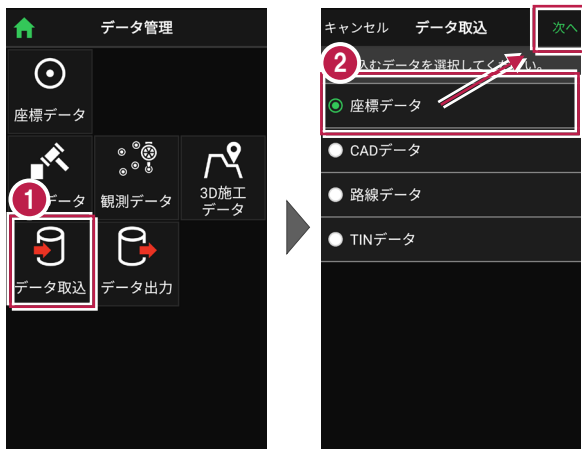 データ管理
座標データ
データ
観測データ
3D施工
データ
1
データ取込
データ出力
キャンセル
データ取込
次へ
2
込むデータを選択してください。
座標データ
CADデータ
路線データ
TINデータ